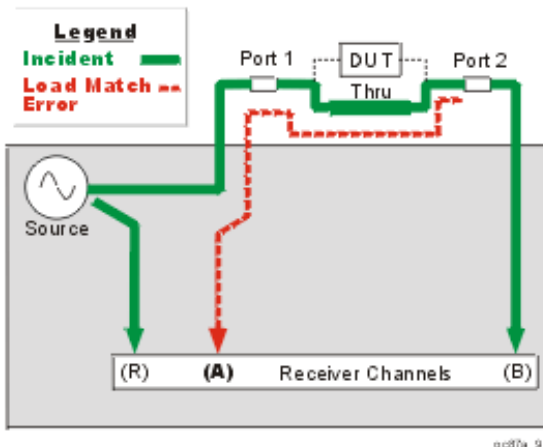 Legend
Incident
Load Match
Error
Port 1
DUT
Port 2
Thru
Source
(R)
(A)
Receiver Channels
(B)